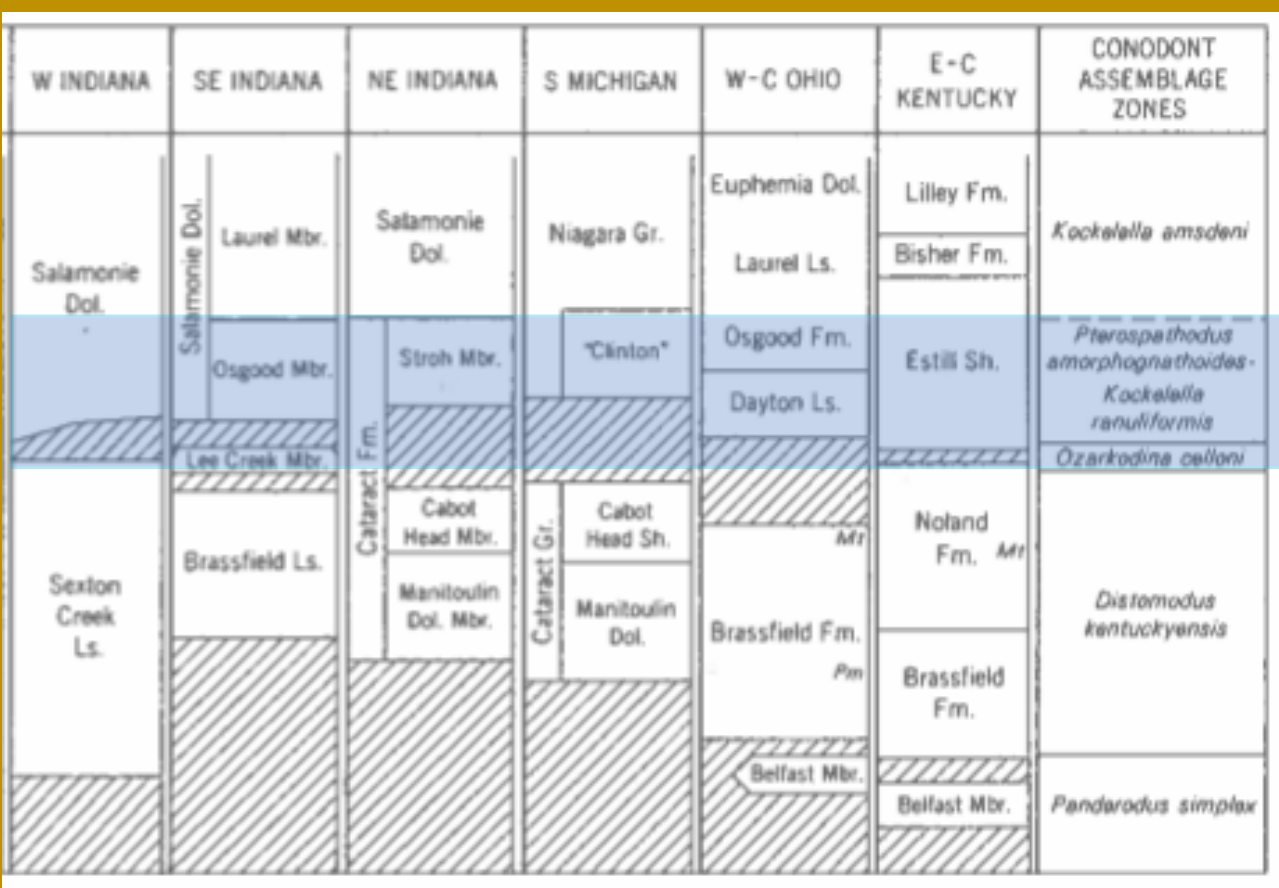 W INDIANA
SE INDIANA
NE INDIANA
S MICHIGAN
W-C OHIO
E-C
KENTUCKY
CONODONT
ASSEMBLAGE
ZONES
Salamonie
Dol.
Sexton
Creek
Ls.
Salamonie Dol.
Laurel Mbr.
Osgood Mbr.
Lee Creek Mbr.
Brassfield Ls.
Salamonie
Dol.
Cataract Fm.
Stroh Mbr.
Cabot
Head Mbr.
Manitoulin
Dol. Mbr.
Niagara Gr.
"Clinton"
Cataract Gr.
Cabot
Head Sh.
Manitoulin
Dol.
Euphemia Dol.
Laurel Ls.
Osgood Fm.
Dayton Ls.
Mt
Brassfield Fm.
Pm
Belfast Mbr.
Lilley Fm.
Bisher Fm.
Estill Sh.
Noland
Fm. Mt
Brassfield
Fm.
Belfast Mbr.
Kockelella amsdeni
Pterospathodus
amorphognathoides-
Kockelella
ranuliformis
Ozarkodina celloni
Distomodus
kentuckyensis
Panderodus simplex